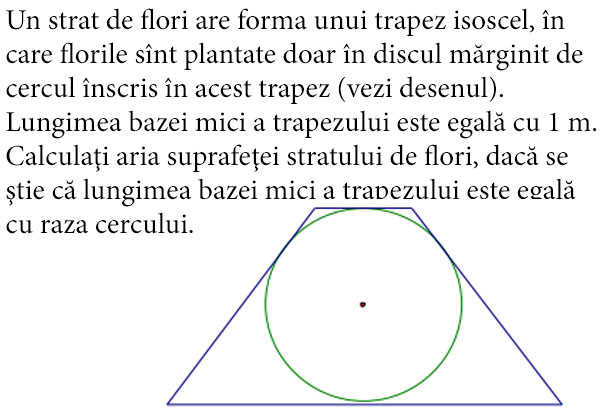 Un strat de flori are forma unui trapez isoscel, în
care florile sînt plantate doar în discul mărginit de
cercul înscris în acest trapez (vezi desenul).
Lungimea bazei mici a trapezului este egală cu 1 m.
Calculaţi aria suprafeţei stratului de flori, dacă se
ştie că lungimea bazei mici a trapezului este egală
cu raza cercului.